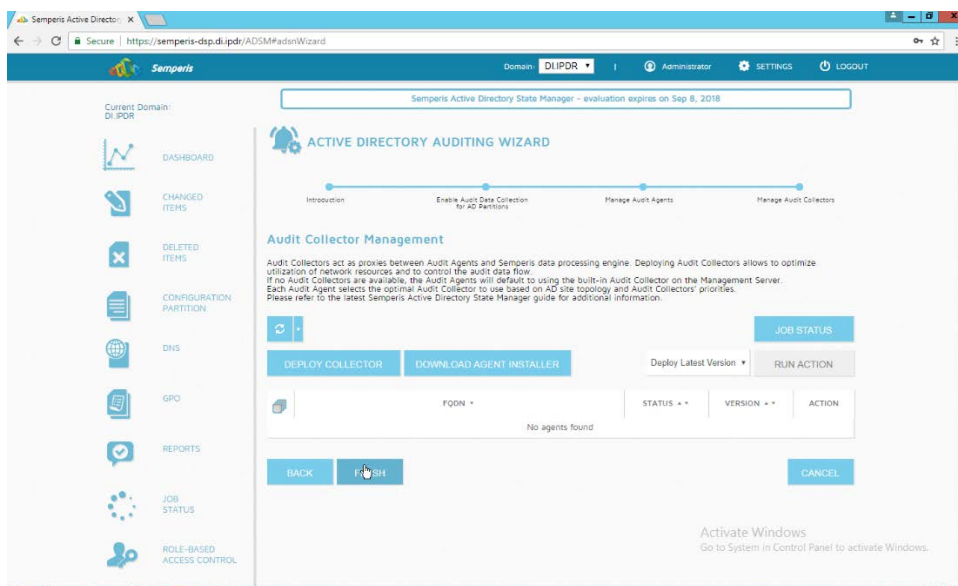 Semperis Active Director
Secure | https://semperis-dsp.di.ipdr/ADSM#adsnWizard
Semperis
Domain: DI.IPDR
Administrator
SETTINGS
LOGOUT
Current Domain:
DI.IPDR
Semperis Active Directory State Manager - evaluation expires on Sep 8, 2018
DASHBOARD
CHANGED
ITEMS
DELETED
ITEMS
CONFIGURATION
PARTITION
DNS
GPO
REPORTS
JOB
STATUS
ROLE-BASED
ACCESS CONTROL
ACTIVE DIRECTORY AUDITING WIZARD
Introduction
Enable Audit Data Collection
for AD Partitions
Manage Audit Agents
Manage Audit Collectors
Audit Collector Management
Audit Collectors act as proxies between Audit Agents and Semperis data processing engine. Deploying Audit Collectors allows to optimize
utilization of network resources and to control the audit data flow.
If no Audit Collectors are available, the Audit Agents will default to using the built-in Audit Collector on the Management Server.
Each Audit Agent selects the optimal Audit Collector to use based on AD site topology and Audit Collectors' priorities.
Please refer to the latest Semperis Active Directory State Manager guide for additional information.
JOB STATUS
DEPLOY COLLECTOR
DOWNLOAD AGENT INSTALLER
Deploy Latest Version
RUN ACTION
FQDN
STATUS
VERSION
ACTION
No agents found
BACK
FINISH
CANCEL
Activate Windows
Go to System in Control Panel to activate Windows.